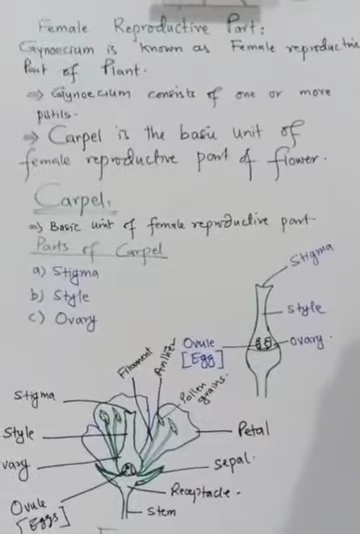 Female Reproductive Part:
Gynoecium is known as Female reproductive
Part of Plant.
⇒ Gynoecium consists of one or more
pistils.
⇒ Carpel is the basic unit of
female reproductive part of flower.
Carpel.
⇒ Basic unit of female reproductive part.
Parts of Carpel
a) Stigma
b) Style
c) Ovary
Stigma
Style
Ovary.
Ovule
[Egg]
Filament
Anther
Pollen
grains.
Stigma
Style
vary
Ovule
[Eggs]
Petal
Sepal.
Receptacle.
Stem